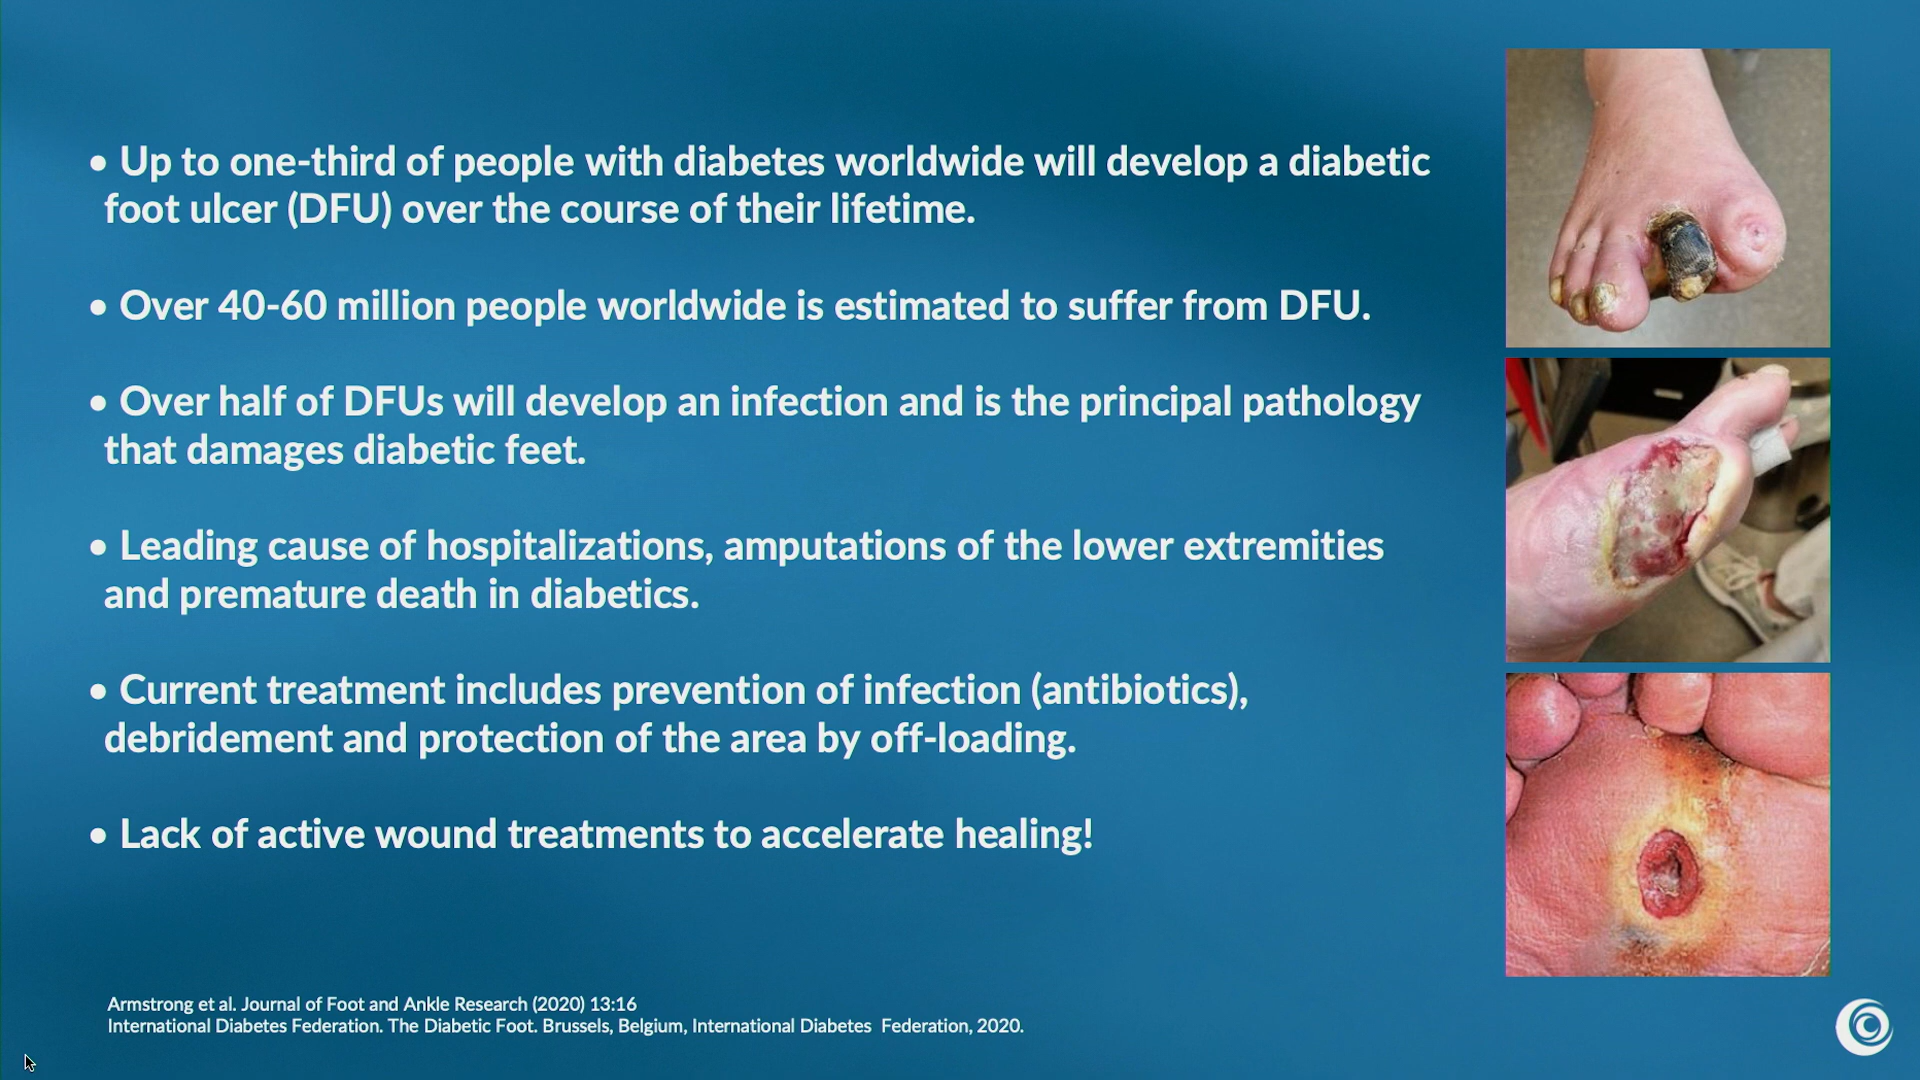 • Up to one-third of people with diabetes worldwide will develop a diabetic
foot ulcer (DFU) over the course of their lifetime.
• Over 40-60 million people worldwide is estimated to suffer from DFU.
• Over half of DFUs will develop an infection and is the principal pathology
that damages diabetic feet.
• Leading cause of hospitalizations, amputations of the lower extremities
and premature death in diabetics.
• Current treatment includes prevention of infection (antibiotics),
debridement and protection of the area by off-loading.
• Lack of active wound treatments to accelerate healing!
Armstrong et al. Journal of Foot and Ankle Research (2020) 13:16
International Diabetes Federation. The Diabetic Foot. Brussels, Belgium, International Diabetes Federation, 2020.